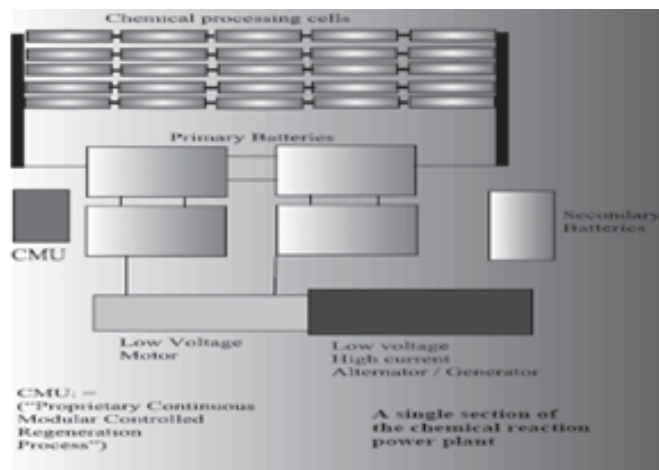 Chemical processing cells
Primary Batteries
CMU
Secondary
Batteries
Low Voltage
Motor
Low voltage
High current
Alternator / Generator
CMU; =
("Proprietary Continuous
Modular Controlled
Regeneration
Process")
A single section of
the chemical reaction
power plant